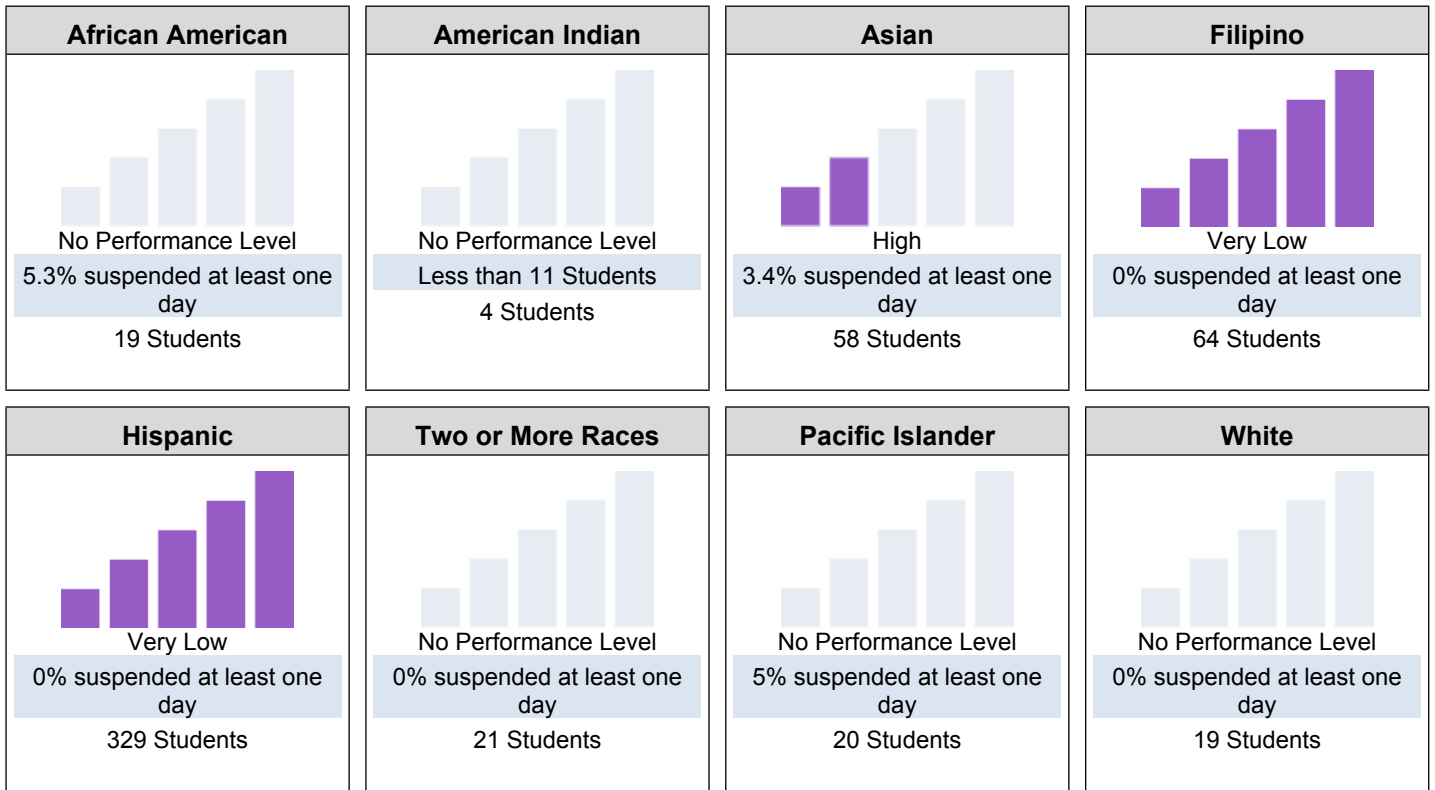 African American
No Performance Level
5.3% suspended at least one
day
19 Students
American Indian
No Performance Level
Less than 11 Students
4 Students
Asian
High
3.4% suspended at least one
day
58 Students
Filipino
Very Low
0% suspended at least one
day
64 Students
Hispanic
Very Low
0% suspended at least one
day
329 Students
Two or More Races
No Performance Level
0% suspended at least one
day
21 Students
Pacific Islander
No Performance Level
5% suspended at least one
day
20 Students
White
No Performance Level
0% suspended at least one
day
19 Students